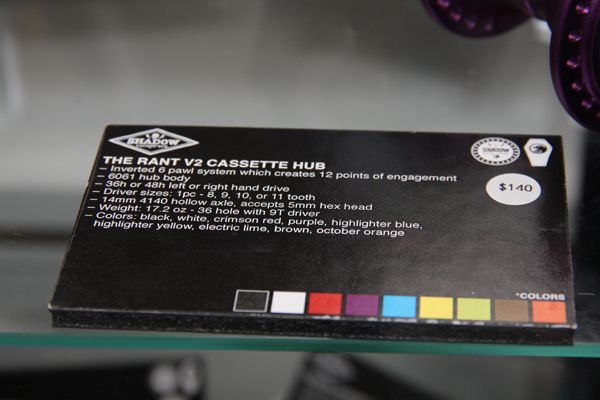 SHADOW
THE RANT V2 CASSETTE HUB
– Inverted 6 pawl system which creates 12 points of engagement
– 6061 hub body
– 36h or 48h left or right hand drive
– Driver sizes: 1pc - 8, 9, 10, or 11 tooth
– 14mm 4140 hollow axle, accepts 5mm hex head
– Weight: 17.2 oz - 36 hole with 9T driver
– Colors: black, white, crimson red, purple, highlighter blue,
highlighter yellow, electric lime, brown, october orange
SHADOW
$140
*COLORS